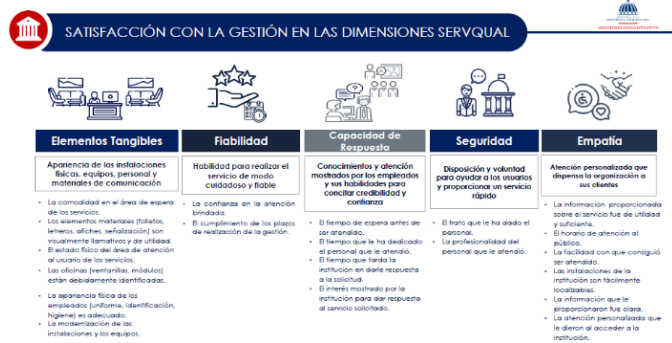 SATISFACCIÓN CON LA GESTIÓN EN LAS DIMENSIONES SERVQUAL
Elementos Tangibles
Apariencia de las instalaciones
físicas, equipos, personal y
materiales de comunicación
- La comodidad en el área de espera
de los servicios.
- Los elementos materiales (folletos,
letreros, afiches, señalización) son
visualmente llamativos y de utilidad.
- El estado físico del área de atención
al usuario de los servicios.
- Las oficinas (ventanillas, módulos)
están debidamente identificadas.
- La apariencia física de los
empleados (uniforme, identificación,
higiene) es adecuado.
- La modernización de las
instalaciones y los equipos.
Fiabilidad
Habilidad para realizar el
servicio de modo
cuidadoso y fiable
- La confianza en la atención
brindada.
- El cumplimiento de los plazos
de realización de la gestión.
Capacidad de
Respuesta
Conocimientos y atención
mostrados por los empleados
y sus habilidades para
concitar credibilidad y
confianza
- El tiempo de espera antes de
ser atendido.
- El tiempo que le ha dedicado
el personal que le atendió.
- El tiempo que tarda la
institución en darle respuesta
a la solicitud.
- El interés mostrado por la
institución para dar respuesta
al servicio solicitado.
Seguridad
Disposición y voluntad
para ayudar a los usuarios
y proporcionar un servicio
rápido
- El trato que le ha dado el
personal.
- La profesionalidad del
personal que le atendió.
Empatía
Atención personalizada que
dispensa la organización a
sus clientes
- La información proporcionada
sobre el servicio fue de utilidad
y suficiente.
- El horario de atención al
público.
- La facilidad con que consiguió
ser atendido.
- Las instalaciones de la
institución son fácilmente
localizables.
- La información que le
proporcionaron fue clara.
- La atención personalizada que
le dieron al acceder a la
institución.